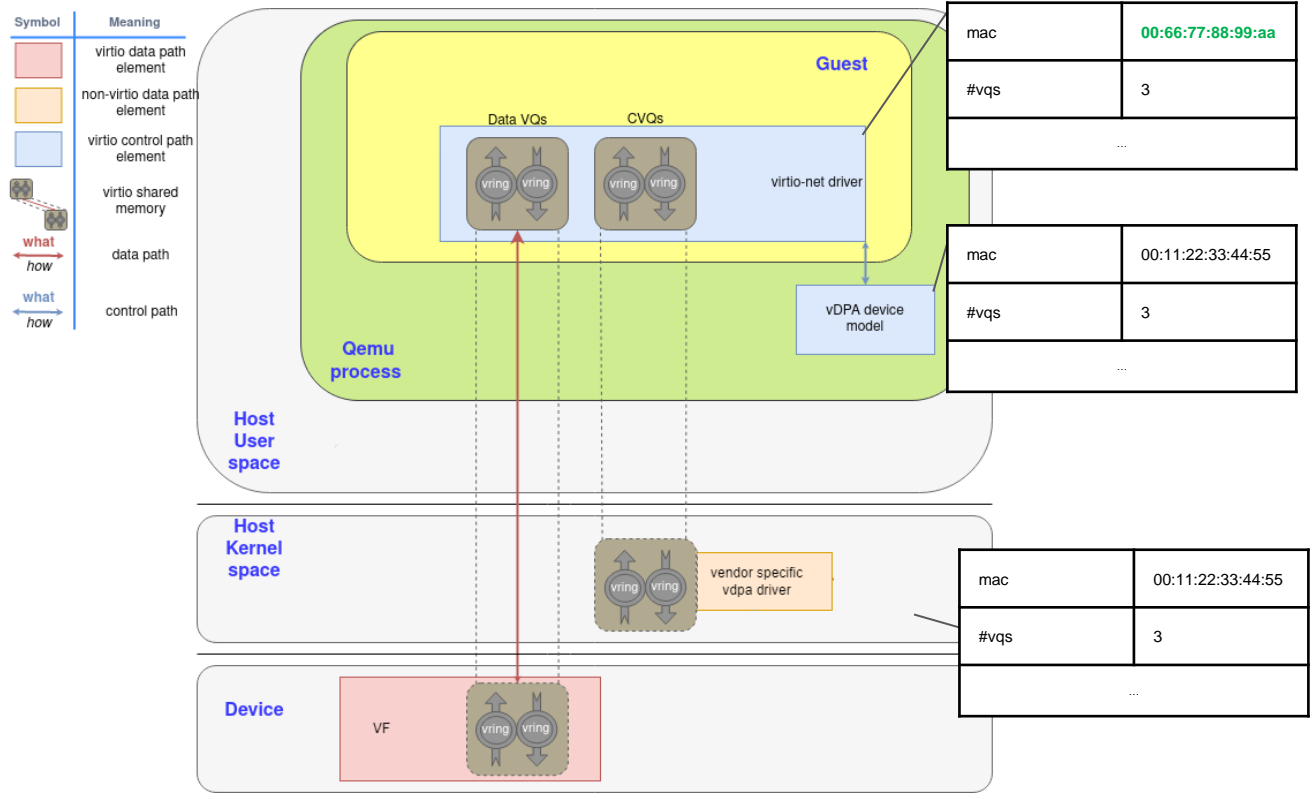 Symbol Meaning
virtio data path
element
non-virtio data path
element
virtio control path
element
virtio shared
memory
what
how
data path
what
how
control path
Guest
Data VQs
CVQs
vring vring
vring vring
virtio-net driver
vDPA device
model
Qemu
process
Host
User
space
Host
Kernel
space
vring vring
vendor specific
vdpa driver
Device
VF
vring vring
mac 00:66:77:88:99:aa
#vqs 3
...
mac 00:11:22:33:44:55
#vqs 3
...
mac 00:11:22:33:44:55
#vqs 3
...